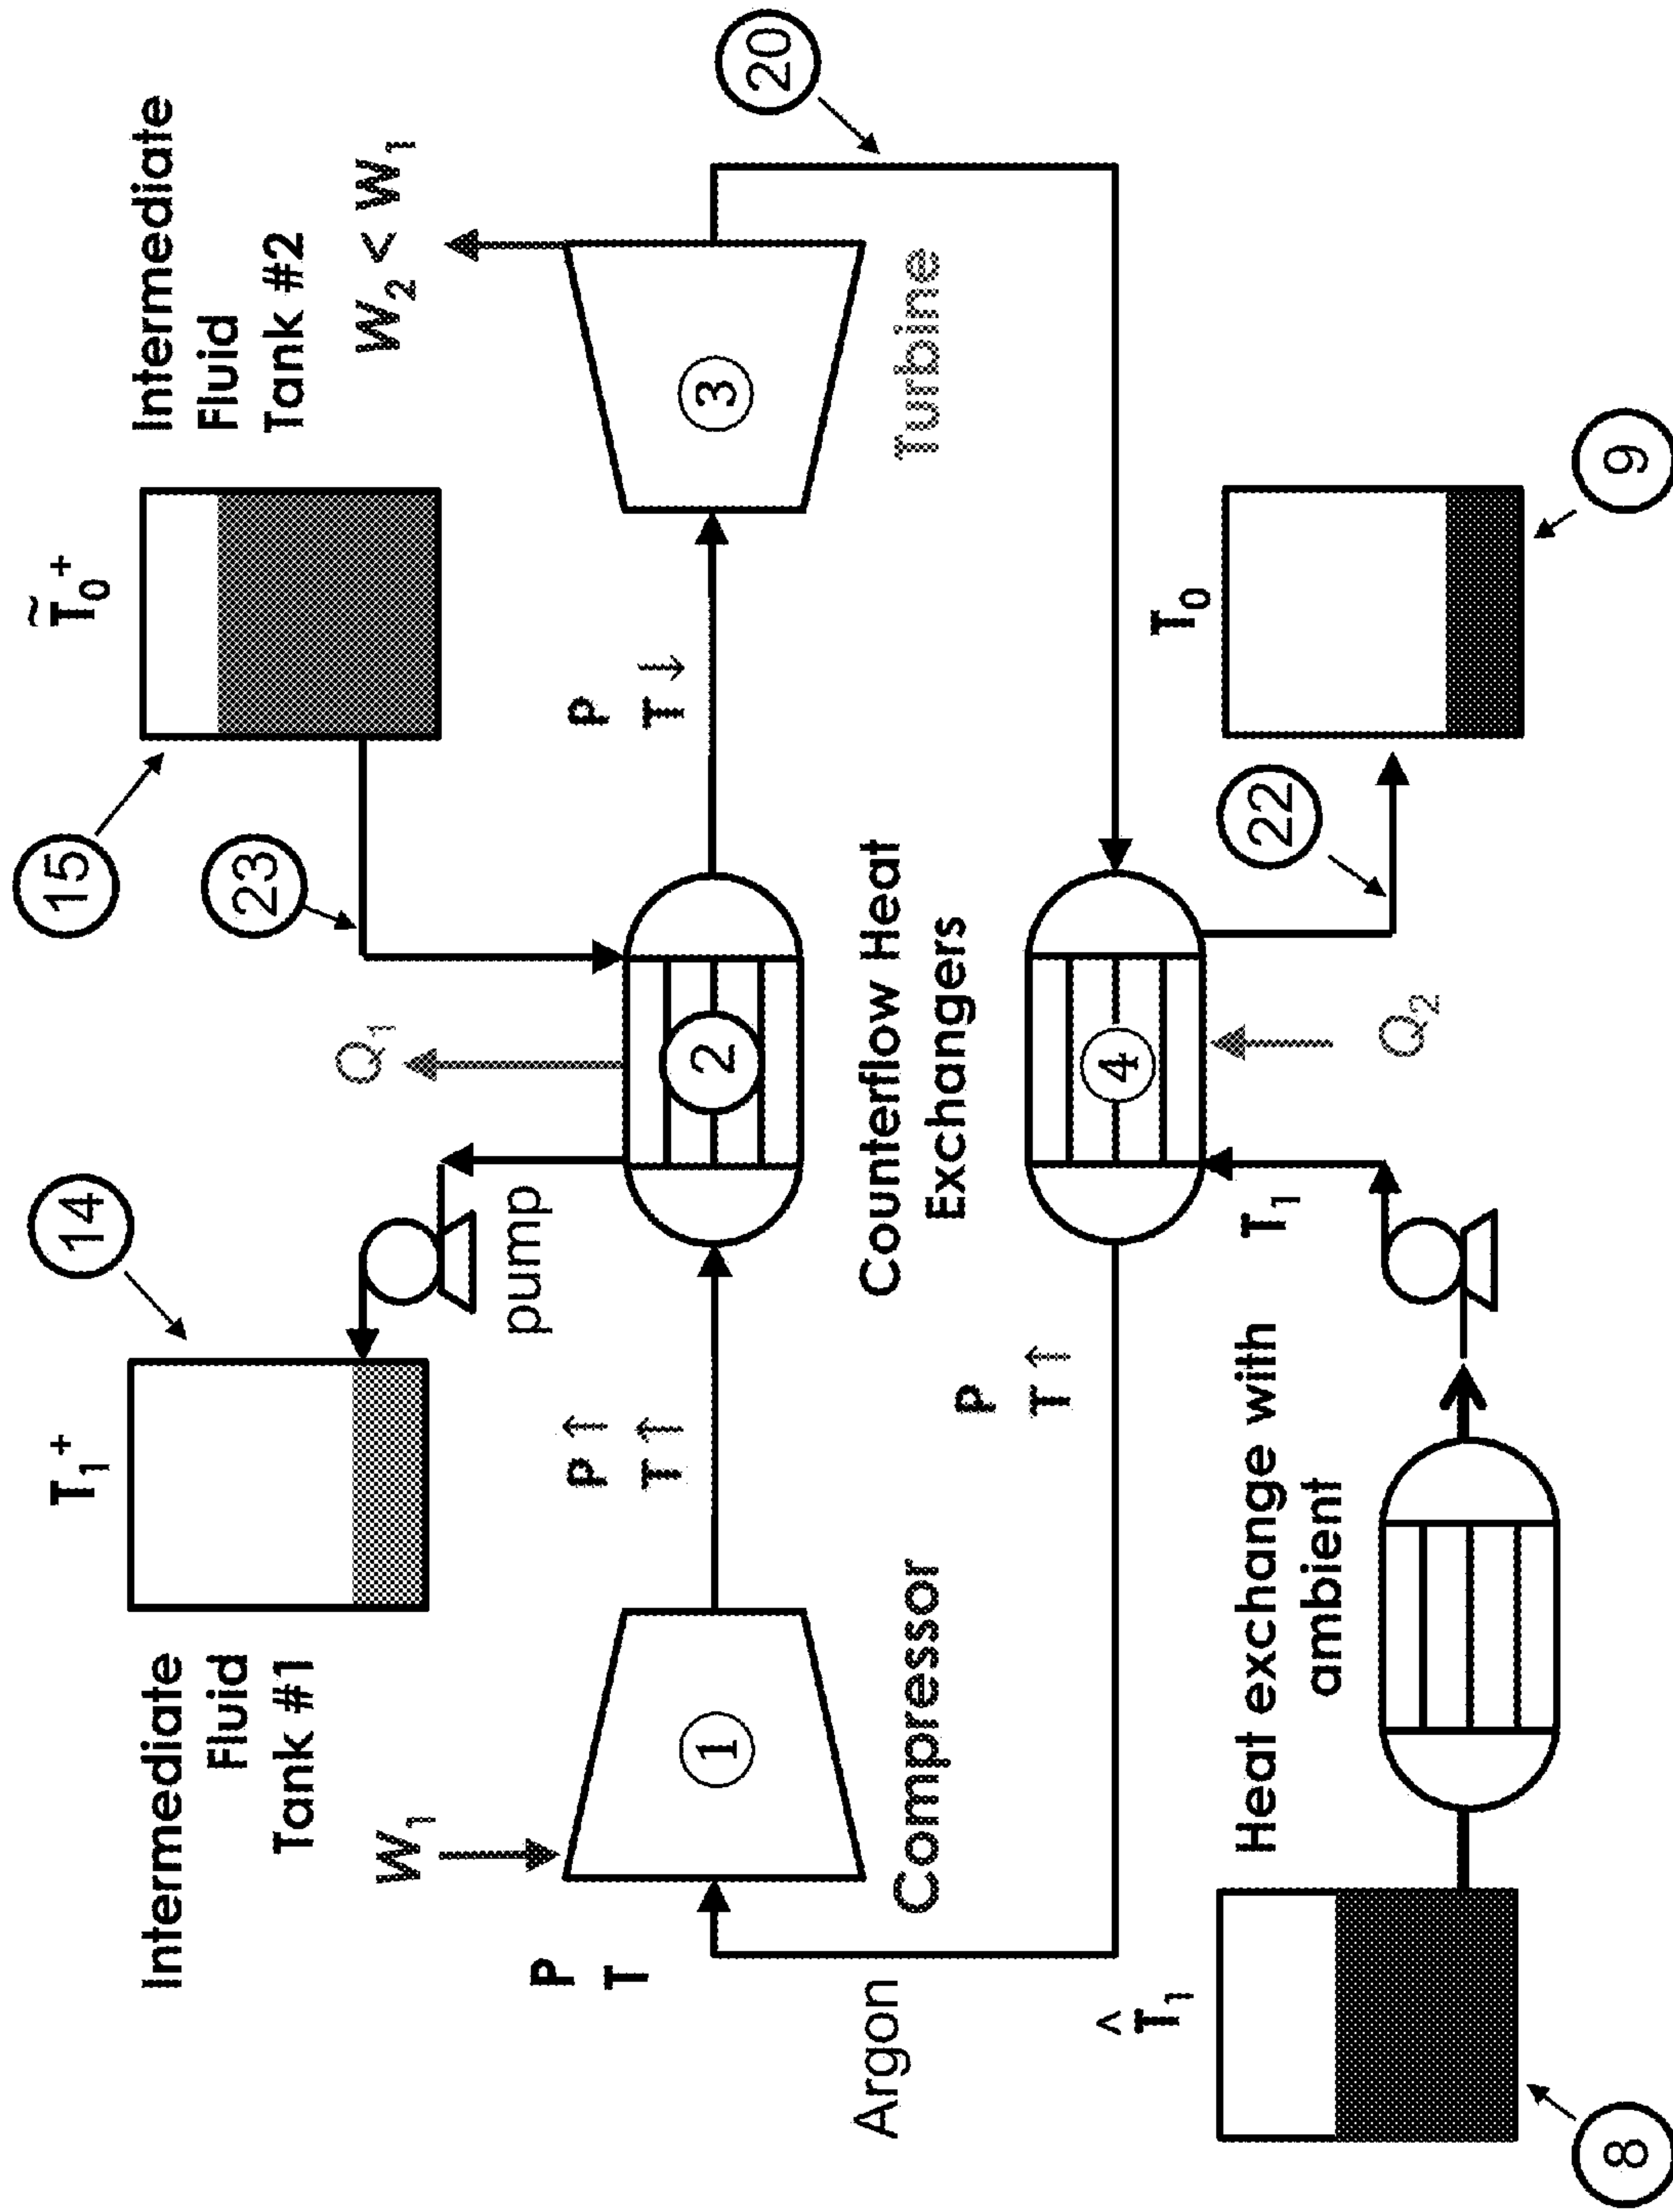 Intermediate
Fluid
Tank #1
T₁⁺
14
15
T̃₀⁺
Intermediate
Fluid
Tank #2
23
W₁
pump
Q₁
W₂ < W₁
20
P
T
1
P↑
T↑
2
P
T↓
3
Argon
Compressor
Counterflow Heat
Exchangers
Turbine
P
T↑
4
T̂₁
Heat exchange with
ambient
T₁
Q₂
22
T₀
8
9